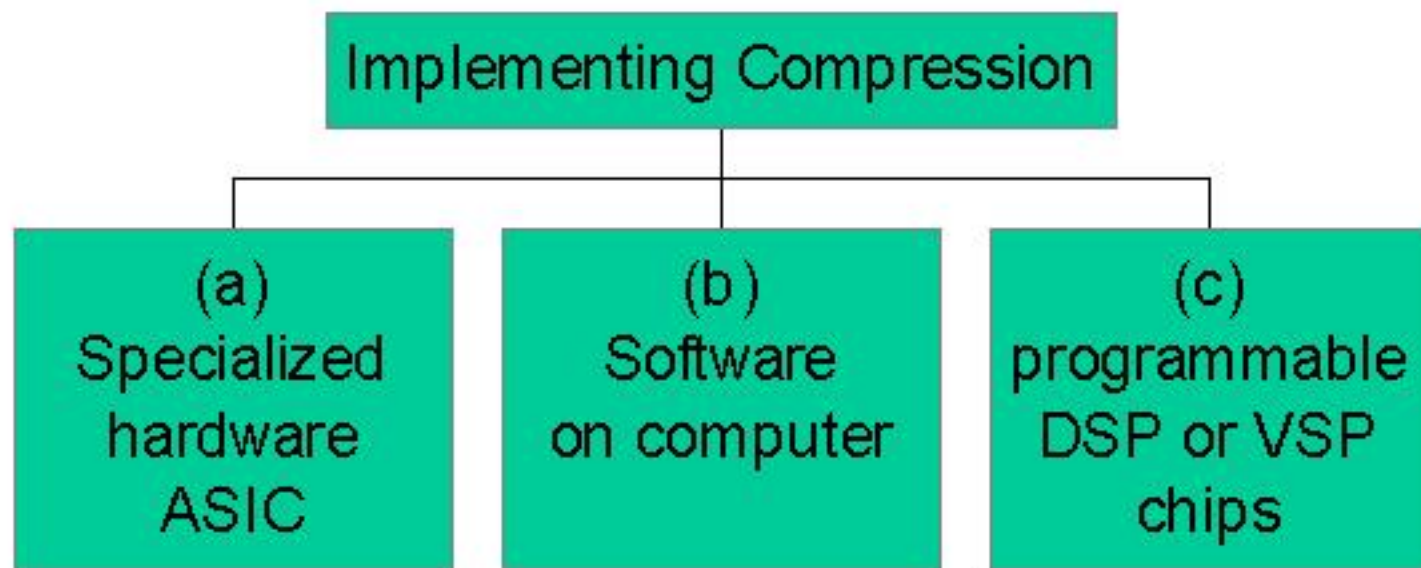 Implementing Compression
(a)
Specialized
hardware
ASIC
(b)
Software
on computer
(c)
programmable
DSP or VSP
chips